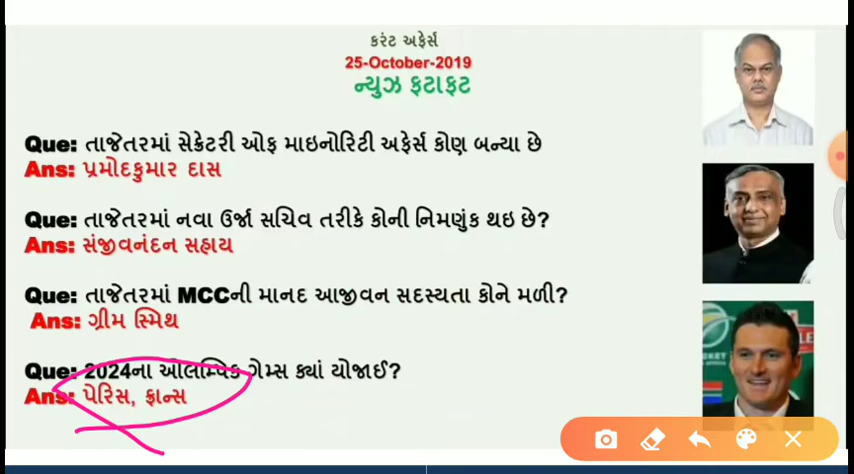 કરંટ અફેર્સ
25-October-2019
ન્યુઝ ફટાફટ
Que: તાજેતરમાં સેક્રેટરી ઓફ માઇનોરિટી અફેર્સ કોણ બન્યા છે
Ans: પ્રમોદકુમાર દાસ
Que: તાજેતરમાં નવા ઉર્જા સચિવ તરીકે કોની નિમણુંક થઇ છે?
Ans: સંજીવનંદન સહાય
Que: તાજેતરમાં MCCની માનદ આજીવન સદસ્યતા કોને મળી?
Ans: ગ્રીમ સ્મિથ
Que: 2024ના ઓલમ્પિક ગેમ્સ ક્યાં યોજાઈ?
Ans: પેરિસ, ફ્રાન્સ